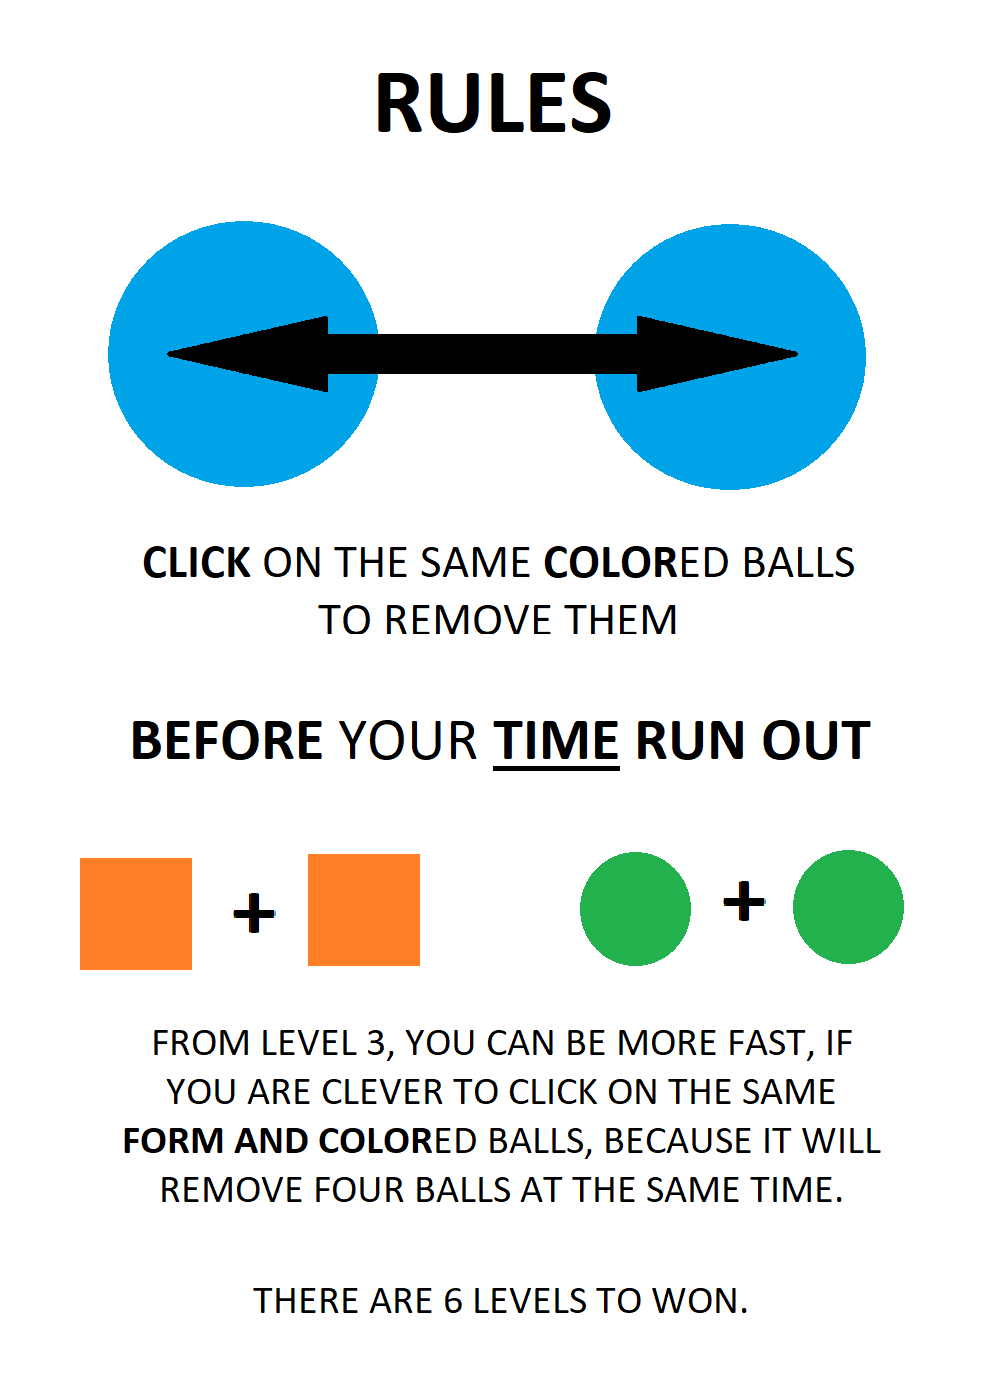 RULES
CLICK ON THE SAME COLORED BALLS
TO REMOVE THEM
BEFORE YOUR TIME RUN OUT
+ +
FROM LEVEL 3, YOU CAN BE MORE FAST, IF
YOU ARE CLEVER TO CLICK ON THE SAME
FORM AND COLORED BALLS, BECAUSE IT WILL
REMOVE FOUR BALLS AT THE SAME TIME.
THERE ARE 6 LEVELS TO WON.